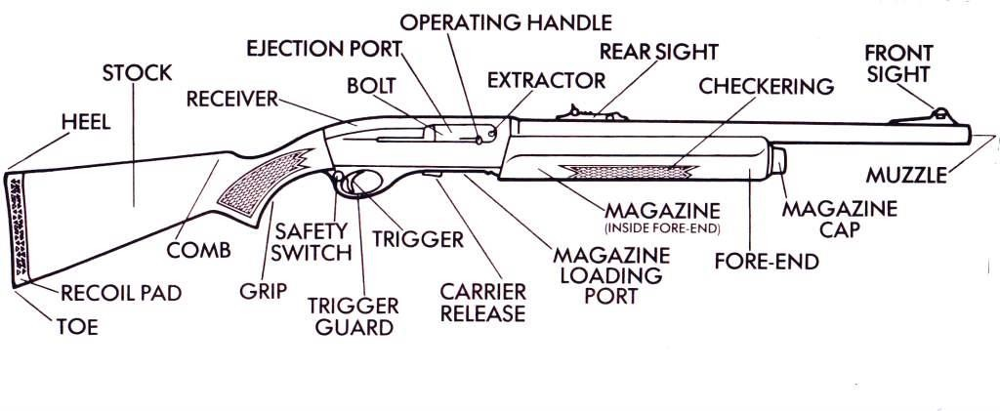 OPERATING HANDLE
EJECTION PORT
REAR SIGHT
FRONT
SIGHT
STOCK
BOLT
EXTRACTOR
CHECKERING
RECEIVER
HEEL
MUZZLE
MAGAZINE
(INSIDE FORE-END)
MAGAZINE
CAP
COMB
SAFETY
SWITCH
TRIGGER
MAGAZINE
LOADING
PORT
FORE-END
RECOIL PAD
GRIP
TRIGGER
GUARD
CARRIER
RELEASE
TOE